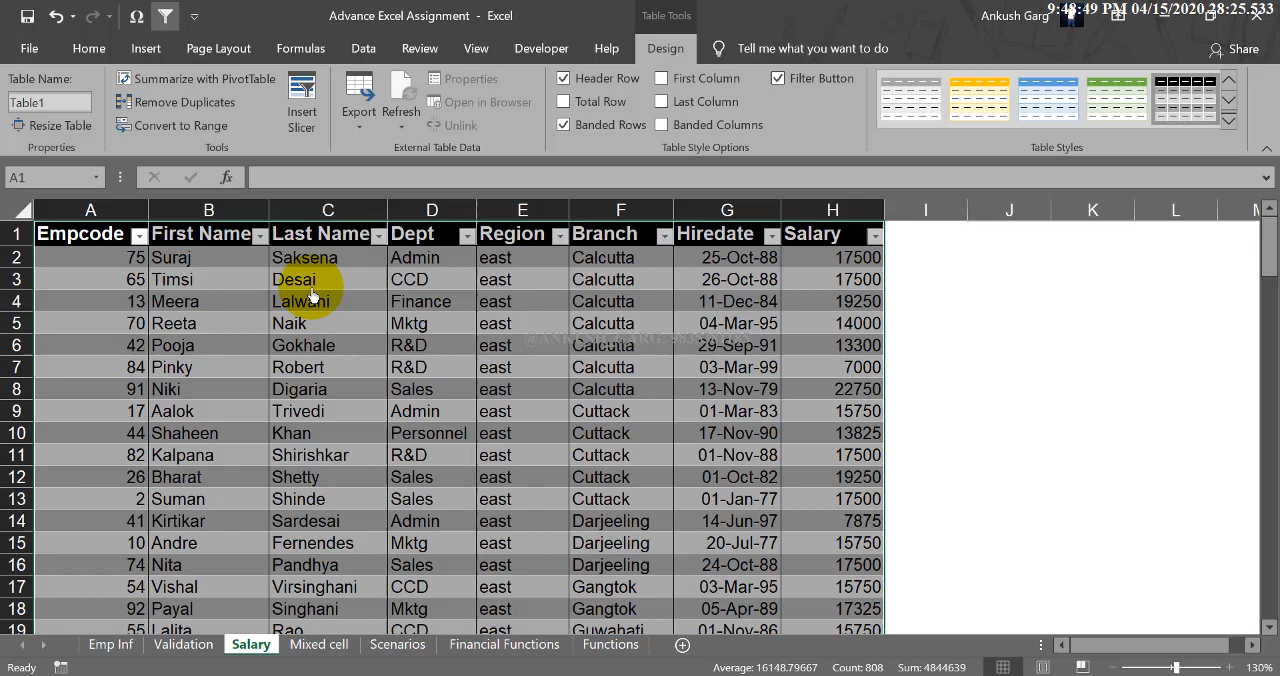 Advance Excel Assignment - Excel
Table Tools
Ankush Garg
9:48:49 PM 04/15/2020 28:25.533
File Home Insert Page Layout Formulas Data Review View Developer Help Design Tell me what you want to do Share
Table Name:
Table1
Resize Table
Properties
Summarize with PivotTable
Remove Duplicates
Convert to Range
Tools
Insert
Slicer
Export
Refresh
Properties
Open in Browser
Unlink
External Table Data
Header Row First Column Filter Button
Total Row Last Column
Banded Rows Banded Columns
Table Style Options
Table Styles
A1 fx
A B C D E F G H I J K L
1 Empcode First Name Last Name Dept Region Branch Hiredate Salary
2 75 Suraj Saksena Admin east Calcutta 25-Oct-88 17500
3 65 Timsi Desai CCD east Calcutta 26-Oct-88 17500
4 13 Meera Lalwani Finance east Calcutta 11-Dec-84 19250
5 70 Reeta Naik Mktg east Calcutta 04-Mar-95 14000
6 42 Pooja Gokhale R&D east Calcutta 29-Sep-91 13300
7 84 Pinky Robert R&D east Calcutta 03-Mar-99 7000
8 91 Niki Digaria Sales east Calcutta 13-Nov-79 22750
9 17 Aalok Trivedi Admin east Cuttack 01-Mar-83 15750
10 44 Shaheen Khan Personnel east Cuttack 17-Nov-90 13825
11 82 Kalpana Shirishkar R&D east Cuttack 01-Nov-88 17500
12 26 Bharat Shetty Sales east Cuttack 01-Oct-82 19250
13 2 Suman Shinde Sales east Cuttack 01-Jan-77 17500
14 41 Kirtikar Sardesai Admin east Darjeeling 14-Jun-97 7875
15 10 Andre Fernendes Mktg east Darjeeling 20-Jul-77 15750
16 74 Nita Pandhya Sales east Darjeeling 24-Oct-88 17500
17 54 Vishal Virsinghani CCD east Gangtok 03-Mar-95 15750
18 92 Payal Singhani Mktg east Gangtok 05-Apr-89 17325
19 55 Lalita Rao CCD east Guwahati 01-Nov-86 15750
Emp Inf Validation Salary Mixed cell Scenarios Financial Functions Functions
Ready Average: 16148.79667 Count: 808 Sum: 4844639 130%